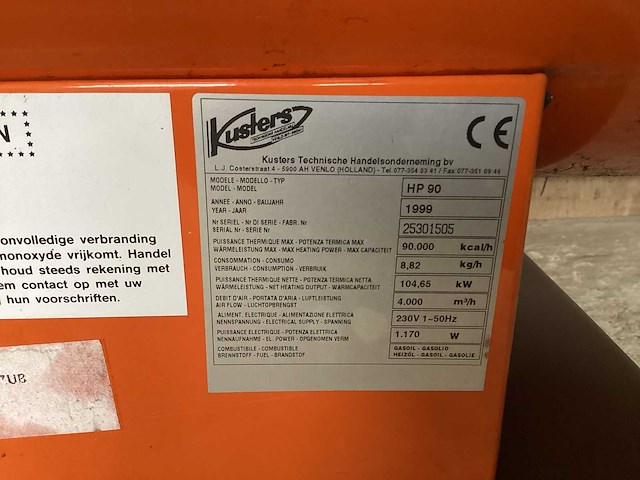 N
onvolledige verbranding
monoxyde vrijkomt. Handel
houd steeds rekening met
em contact op met uw
hun voorschriften.
7UB
Kusters
CE
Kusters Technische Handelsonderneming bv
L.J. Costerstraat 4 - 5900 AH VENLO (HOLLAND) - Tel.077-354 03 41 / Fax 077-351 09 46
MODELE - MODELLO - TYP
MODEL - MODEL
HP 90
ANNEE - ANNO - BAUJAHR
YEAR - JAAR
1999
Nr SERIEL - Nr DI SERIE - FABR. Nr
SERIAL Nr - SERIE Nr
25301505
PUISSANCE THERMIQUE MAX - POTENZA TERMICA MAX
WÄRMELEISTUNG MAX - MAX HEATING POWER - MAX CAPACITEIT
90.000 kcal/h
CONSOMMATION - CONSUMO
VERBRAUCH - CONSUMPTION - VERBRUIK
8,82 kg/h
PUISSANCE THERMIQUE NETTE - POTENZA TERMICA NETTA
WÄRMELEISTUNG - NET HEATING OUTPUT - WARMCAPACITEIT
104,65 kW
DEBIT D'AIR - PORTATA D'ARIA - LUFTLEISTUNG
AIR FLOW - LUCHTOPBRENGST
4.000 m³/h
ALIMENT. ELECTRIQUE - ALIMENTAZIONE ELETTRICA
NENNSPANNUNG - ELECTRICAL SUPPLY - SPANNING
230V 1~50Hz
PUISSANCE ELECTRIQUE - POTENZA ELETTRICA
NENNAUFNAHME - EL. POWER - OPGENOMEN VERM
1.170 W
COMBUSTIBILE - COMBUSTIBLE
BRENNSTOFF - FUEL - BRANDSTOF
GASOIL - GASOLIO
HEIZÖL - GASOIL - GASOLIE